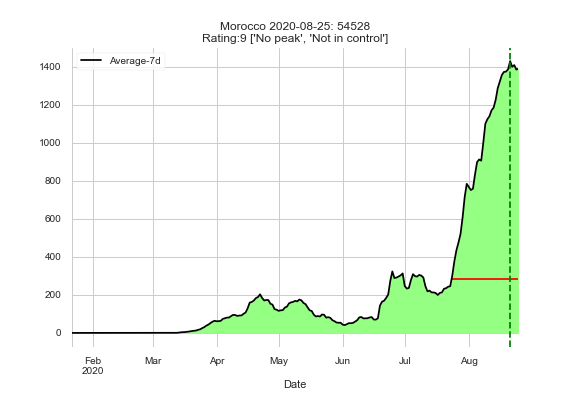 Morocco 2020-08-25: 54528
Rating:9 ['No peak', 'Not in control']
Average-7d
1400
1200
1000
800
600
400
200
0
Feb Mar Apr May Jun Jul Aug
2020
Date